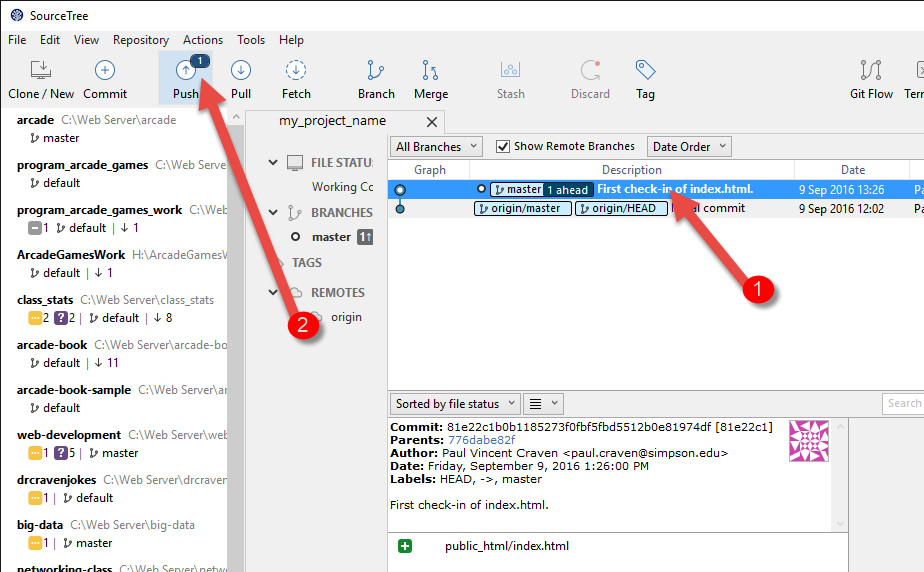 SourceTree
File Edit View Repository Actions Tools Help
1
Clone / New Commit Push Pull Fetch Branch Merge Stash Discard Tag Git Flow Term
arcade C:\Web Server\arcade
master
program_arcade_games C:\Web Serve
default
program_arcade_games_work C:\Web
1 default | ↓ 1
ArcadeGamesWork H:\ArcadeGamesW
default | ↓ 1
class_stats C:\Web Server\class_stats
2 ? 2 | default | ↓ 8
arcade-book C:\Web Server\arcade-bo
default | ↓ 11
arcade-book-sample C:\Web Server\ar
default
web-development C:\Web Server\web
1 ? 5 | master
drcravenjokes C:\Web Server\drcraven
1 | default
big-data C:\Web Server\big-data
1 | master
networking-class C:\Web Server\netw
my_project_name
FILE STATUS
Working Co
BRANCHES
master 1↑
TAGS
REMOTES
origin
2
All Branches Show Remote Branches Date Order
Graph Description Date
master 1 ahead First check-in of index.html. 9 Sep 2016 13:26 Pa
origin/master origin/HEAD commit 9 Sep 2016 12:02 Pa
1
Sorted by file status Search
Commit: 81e22c1b0b1185273f0fbf5fbd5512b0e81974df [81e22c1]
Parents: 776dabe82f
Author: Paul Vincent Craven <paul.craven@simpson.edu>
Date: Friday, September 9, 2016 1:26:00 PM
Labels: HEAD, ->, master
First check-in of index.html.
public_html/index.html